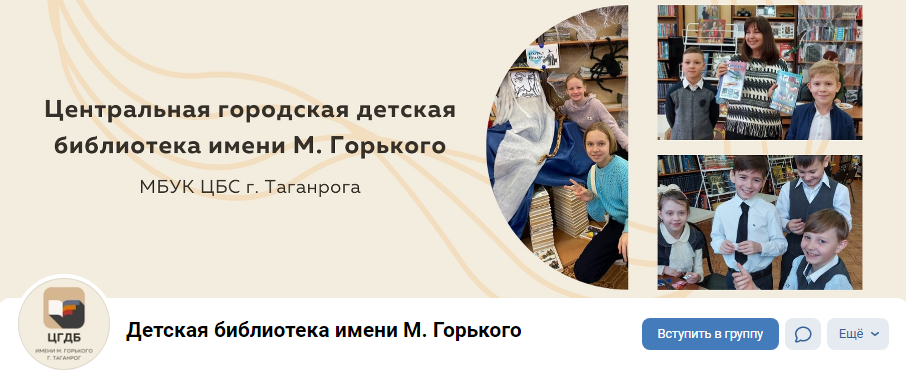 Центральная городская детская
библиотека имени М. Горького
МБУК ЦБС г. Таганрога
ЦГДБ
ИМЕНИ М. ГОРЬКОГО
Г. ТАГАНРОГ
Детская библиотека имени М. Горького
Вступить в группу
Ещё